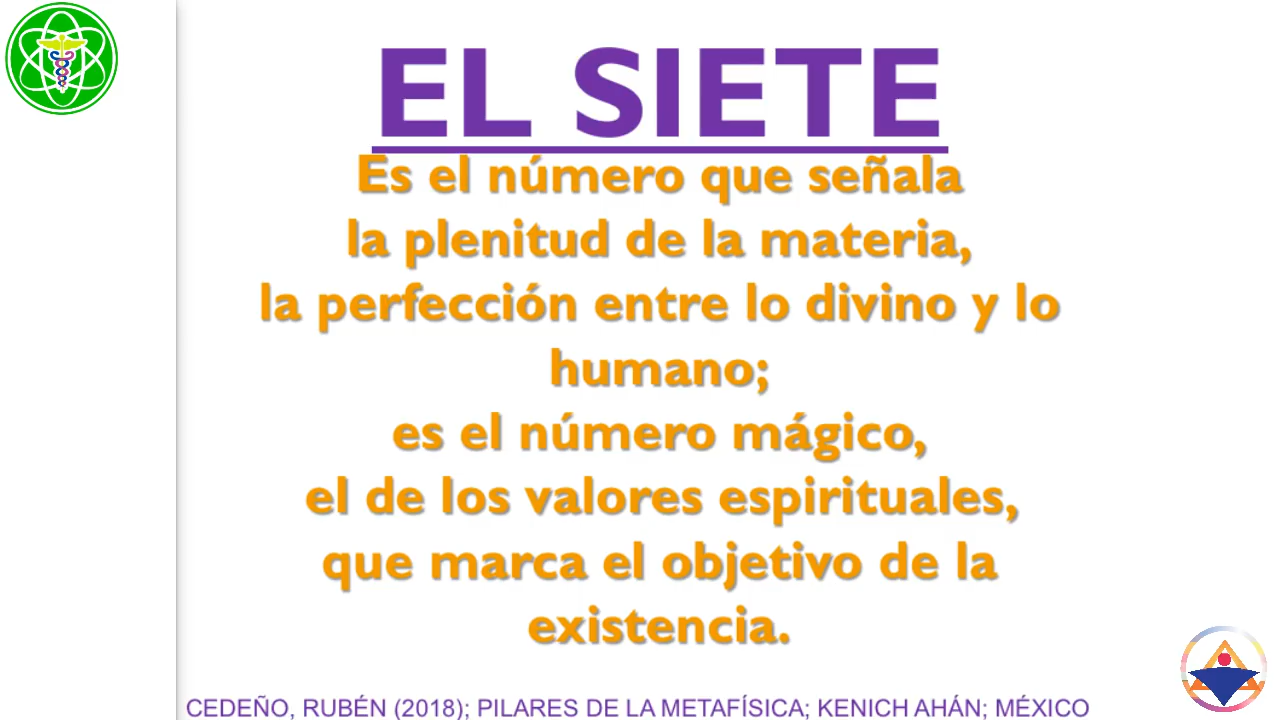 EL SIETE
Es el número que señala
la plenitud de la materia,
la perfección entre lo divino y lo
humano;
es el número mágico,
el de los valores espirituales,
que marca el objetivo de la
existencia.
CEDEÑO, RUBÉN (2018); PILARES DE LA METAFÍSICA; KENICH AHÁN; MÉXICO